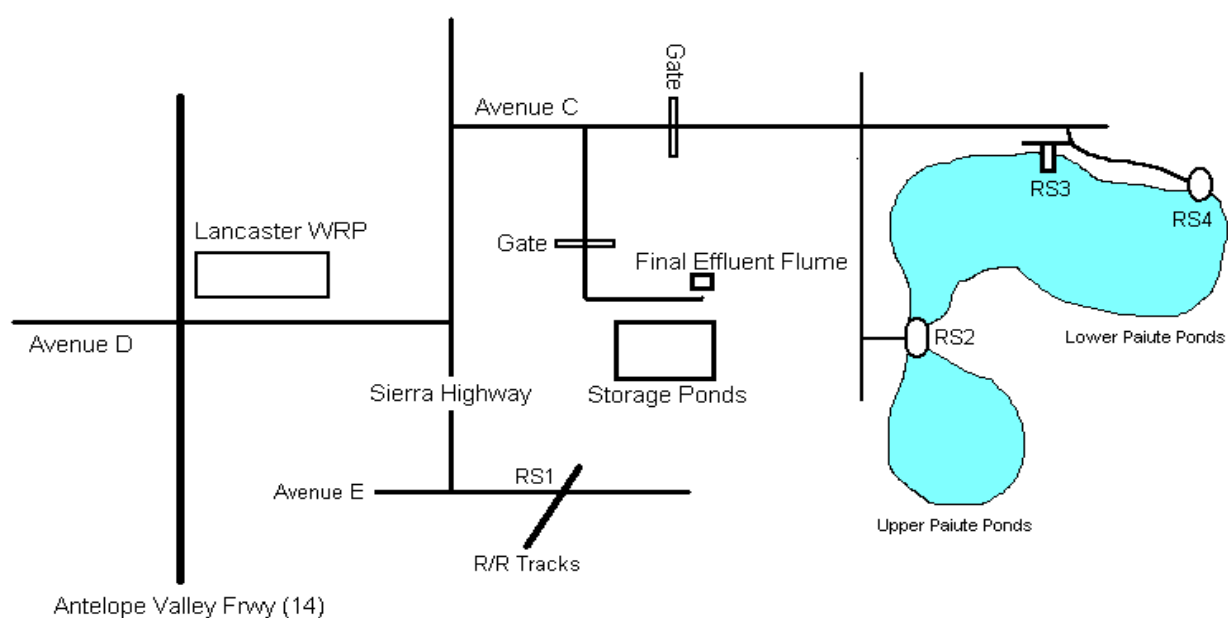 Gate
Avenue C
Lancaster WRP
Gate
Final Effluent Flume
RS3
RS4
Avenue D
RS2
Lower Paiute Ponds
Sierra Highway
Storage Ponds
RS1
Avenue E
Upper Paiute Ponds
R/R Tracks
Antelope Valley Frwy (14)